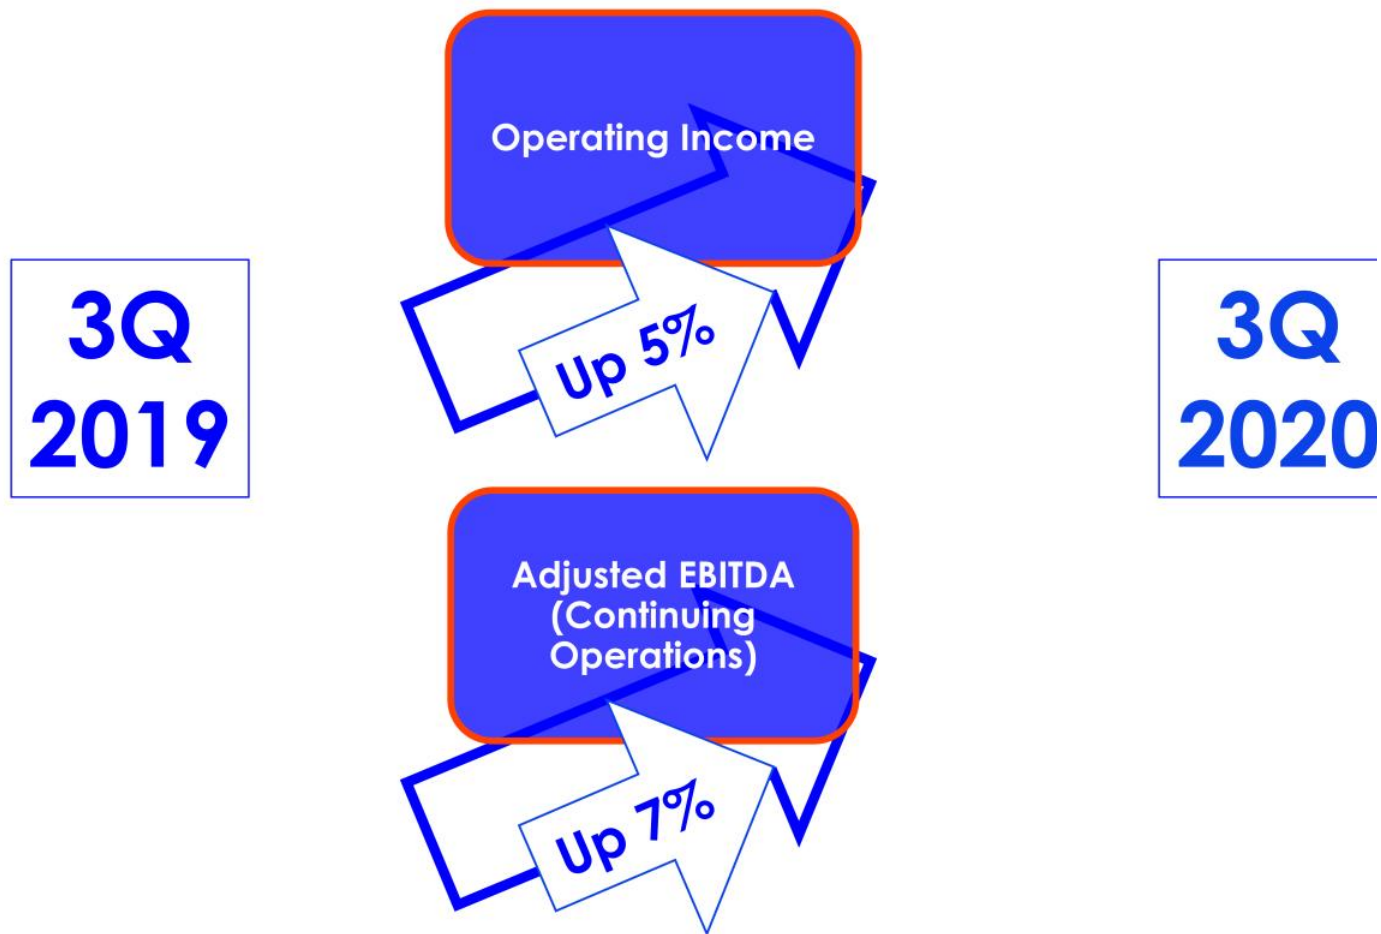 Operating Income
Up 5%
3Q
2019
3Q
2020
Adjusted EBITDA
(Continuing
Operations)
Up 7%